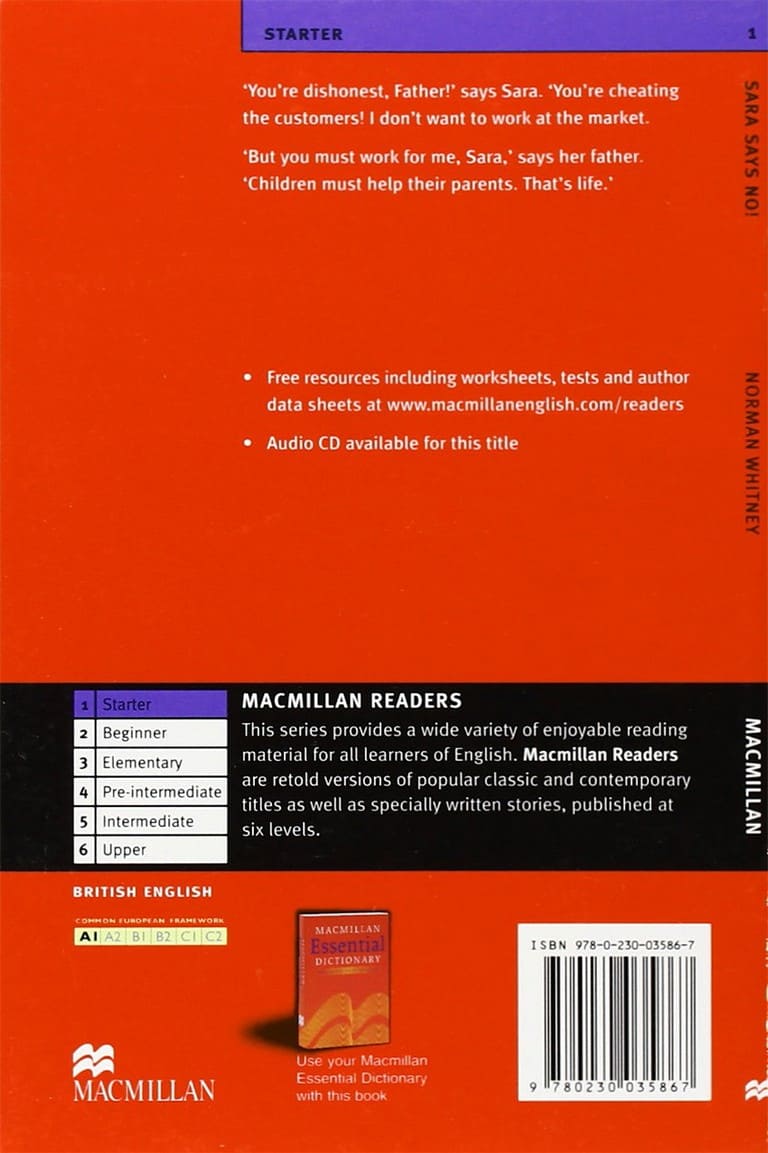 STARTER 1
‘You're dishonest, Father!’ says Sara. ‘You're cheating
the customers! I don't want to work at the market.
‘But you must work for me, Sara,’ says her father.
‘Children must help their parents. That's life.’
• Free resources including worksheets, tests and author
data sheets at www.macmillanenglish.com/readers
• Audio CD available for this title
SARA SAYS NO!
NORMAN WHITNEY
MACMILLAN
1 Starter
2 Beginner
3 Elementary
4 Pre-intermediate
5 Intermediate
6 Upper
MACMILLAN READERS
This series provides a wide variety of enjoyable reading
material for all learners of English. Macmillan Readers
are retold versions of popular classic and contemporary
titles as well as specially written stories, published at
six levels.
BRITISH ENGLISH
COMMON EUROPEAN FRAMEWORK
A1 A2 B1 B2 C1 C2
MACMILLAN
Essential
DICTIONARY
Use your Macmillan
Essential Dictionary
with this book
MACMILLAN
ISBN 978-0-230-03586-7
9 780230 035867